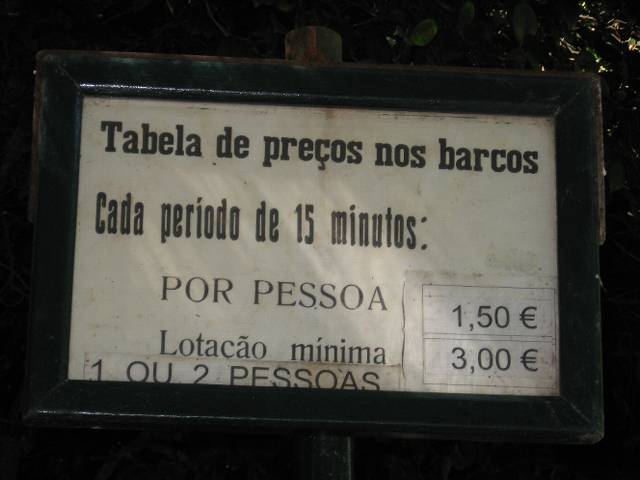 Tabela de preços nos barcos
Cada período de 15 minutos:
POR PESSOA 1,50 €
Lotacão mínima 3,00 €
1 OU 2 PESSOAS